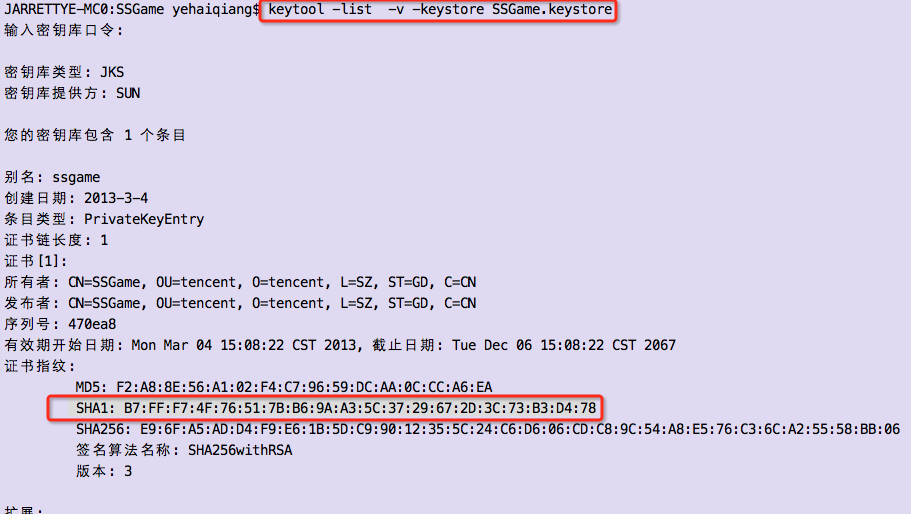 JARRETTYE-MC0:SSGame yehaiqiang$ keytool -list  -v -keystore SSGame.keystore
输入密钥库口令:
密钥库类型: JKS
密钥库提供方: SUN
您的密钥库包含 1 个条目
别名: ssgame
创建日期: 2013-3-4
条目类型: PrivateKeyEntry
证书链长度: 1
证书[1]:
所有者: CN=SSGame, OU=tencent, O=tencent, L=SZ, ST=GD, C=CN
发布者: CN=SSGame, OU=tencent, O=tencent, L=SZ, ST=GD, C=CN
序列号: 470ea8
有效期开始日期: Mon Mar 04 15:08:22 CST 2013, 截止日期: Tue Dec 06 15:08:22 CST 2067
证书指纹:
MD5: F2:A8:8E:56:A1:02:F4:C7:96:59:DC:AA:0C:CC:A6:EA
SHA1: B7:FF:F7:4F:76:51:7B:B6:9A:A3:5C:37:29:67:2D:3C:73:B3:D4:78
SHA256: E9:6F:A5:AD:D4:F9:E6:1B:5D:C9:90:12:35:5C:24:C6:D6:06:CD:C8:9C:54:A8:E5:76:C3:6C:A2:55:58:BB:06
签名算法名称: SHA256withRSA
版本: 3
扩展: